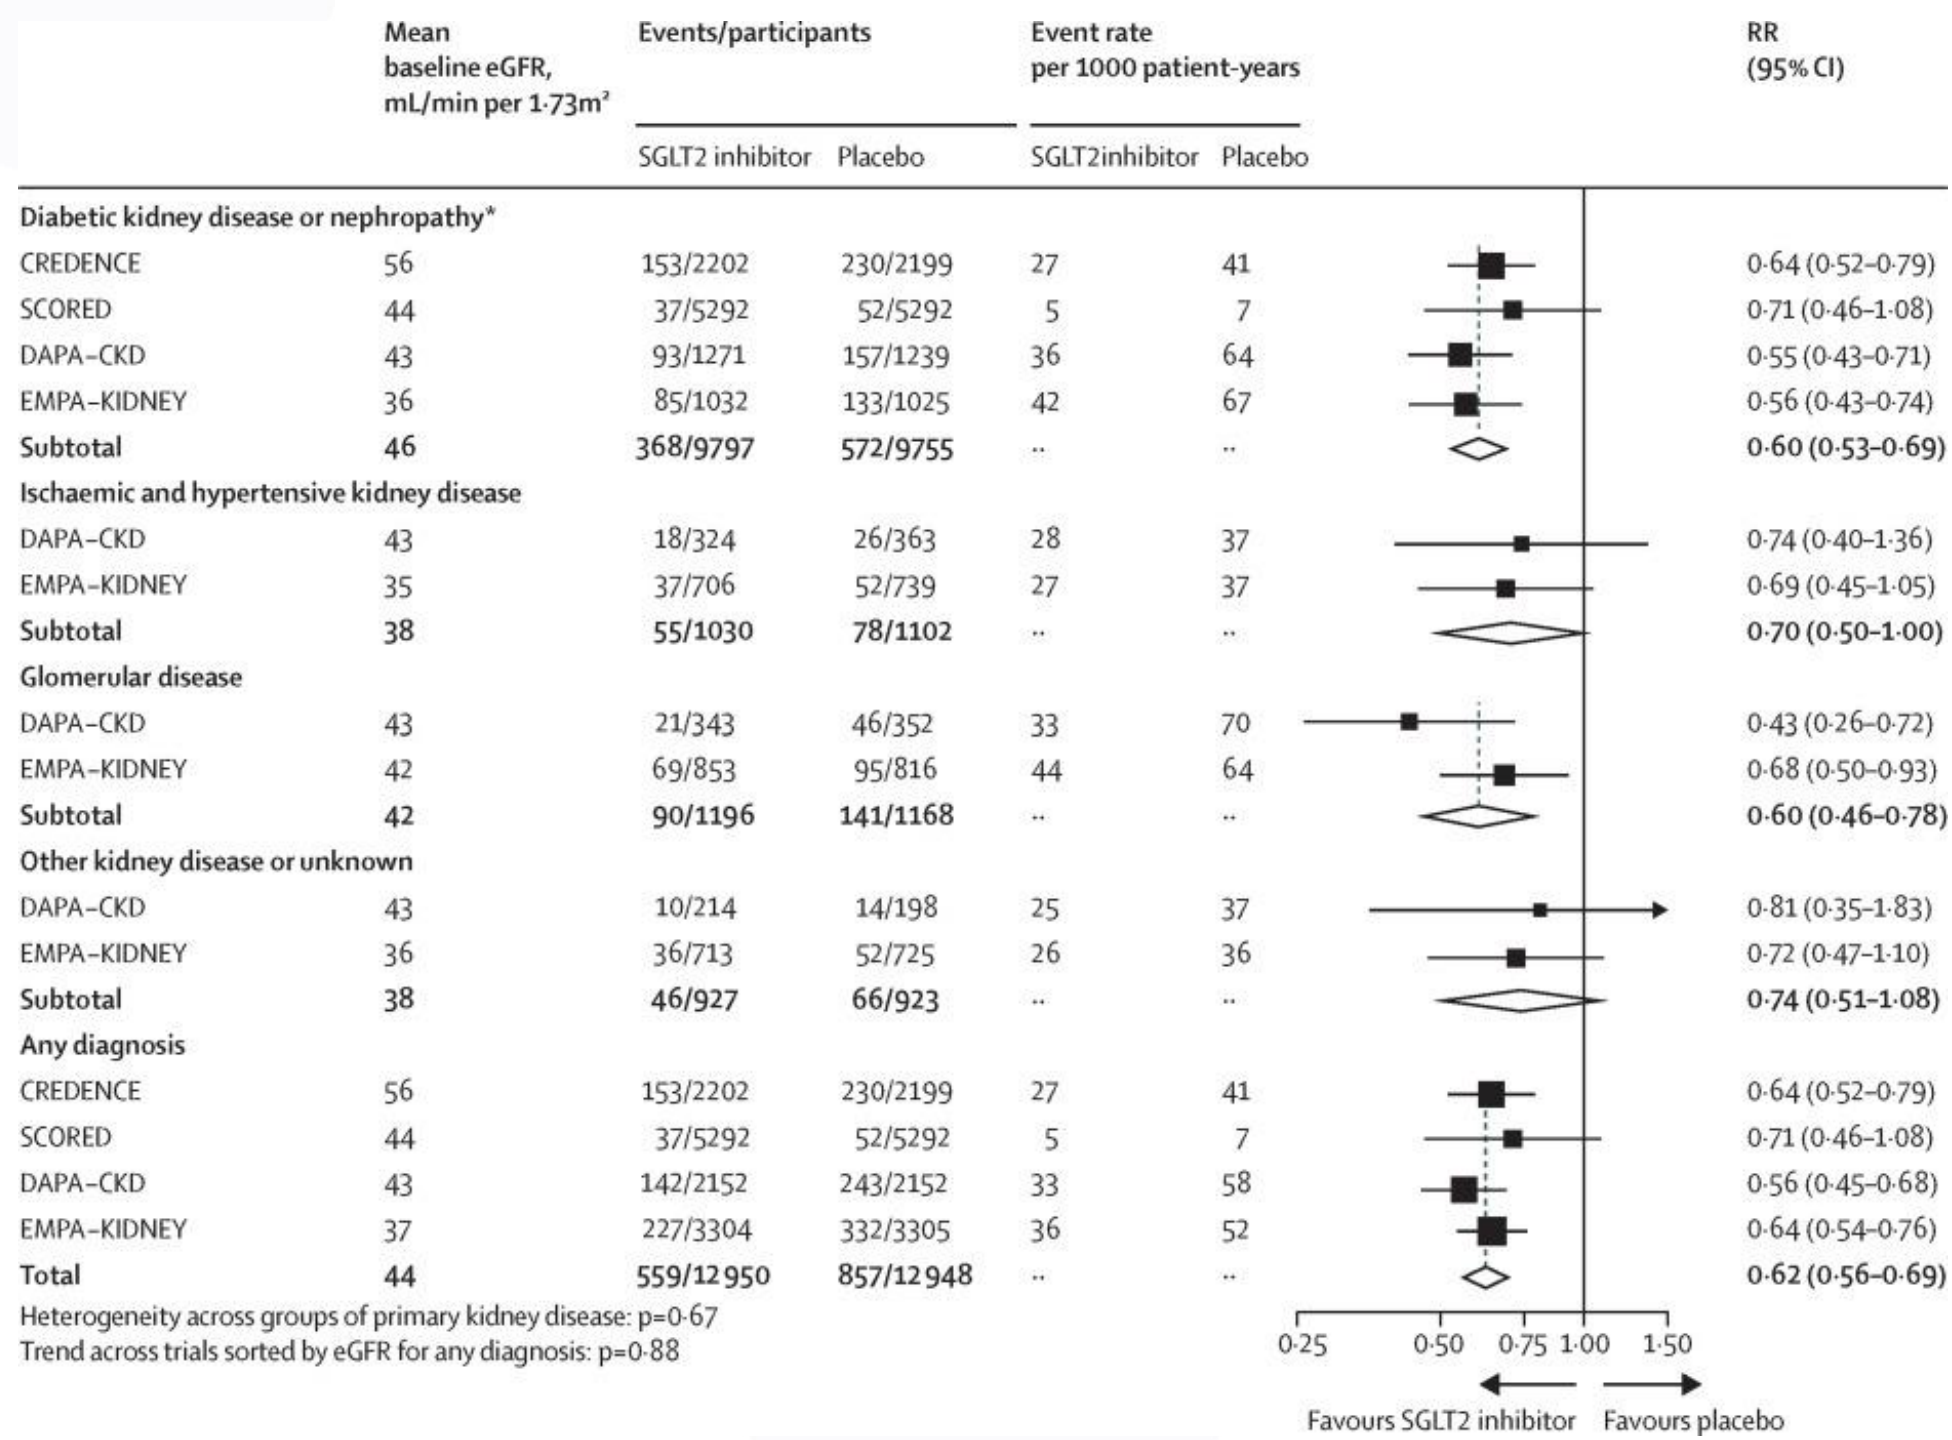 Mean baseline eGFR, mL/min per 1·73m² Events/participants Event rate per 1000 patient-years RR (95% CI)
SGLT2 inhibitor Placebo SGLT2inhibitor Placebo
Diabetic kidney disease or nephropathy*
CREDENCE 56 153/2202 230/2199 27 41 0·64 (0·52–0·79)
SCORED 44 37/5292 52/5292 5 7 0·71 (0·46–1·08)
DAPA–CKD 43 93/1271 157/1239 36 64 0·55 (0·43–0·71)
EMPA–KIDNEY 36 85/1032 133/1025 42 67 0·56 (0·43–0·74)
Subtotal 46 368/9797 572/9755 ·· ·· 0·60 (0·53–0·69)
Ischaemic and hypertensive kidney disease
DAPA–CKD 43 18/324 26/363 28 37 0·74 (0·40–1·36)
EMPA–KIDNEY 35 37/706 52/739 27 37 0·69 (0·45–1·05)
Subtotal 38 55/1030 78/1102 ·· ·· 0·70 (0·50–1·00)
Glomerular disease
DAPA–CKD 43 21/343 46/352 33 70 0·43 (0·26–0·72)
EMPA–KIDNEY 42 69/853 95/816 44 64 0·68 (0·50–0·93)
Subtotal 42 90/1196 141/1168 ·· ·· 0·60 (0·46–0·78)
Other kidney disease or unknown
DAPA–CKD 43 10/214 14/198 25 37 0·81 (0·35–1·83)
EMPA–KIDNEY 36 36/713 52/725 26 36 0·72 (0·47–1·10)
Subtotal 38 46/927 66/923 ·· ·· 0·74 (0·51–1·08)
Any diagnosis
CREDENCE 56 153/2202 230/2199 27 41 0·64 (0·52–0·79)
SCORED 44 37/5292 52/5292 5 7 0·71 (0·46–1·08)
DAPA–CKD 43 142/2152 243/2152 33 58 0·56 (0·45–0·68)
EMPA–KIDNEY 37 227/3304 332/3305 36 52 0·64 (0·54–0·76)
Total 44 559/12 950 857/12 948 ·· ·· 0·62 (0·56–0·69)
Heterogeneity across groups of primary kidney disease: p=0·67
Trend across trials sorted by eGFR for any diagnosis: p=0·88
0·25 0·50 0·75 1·00 1·50
Favours SGLT2 inhibitor Favours placebo